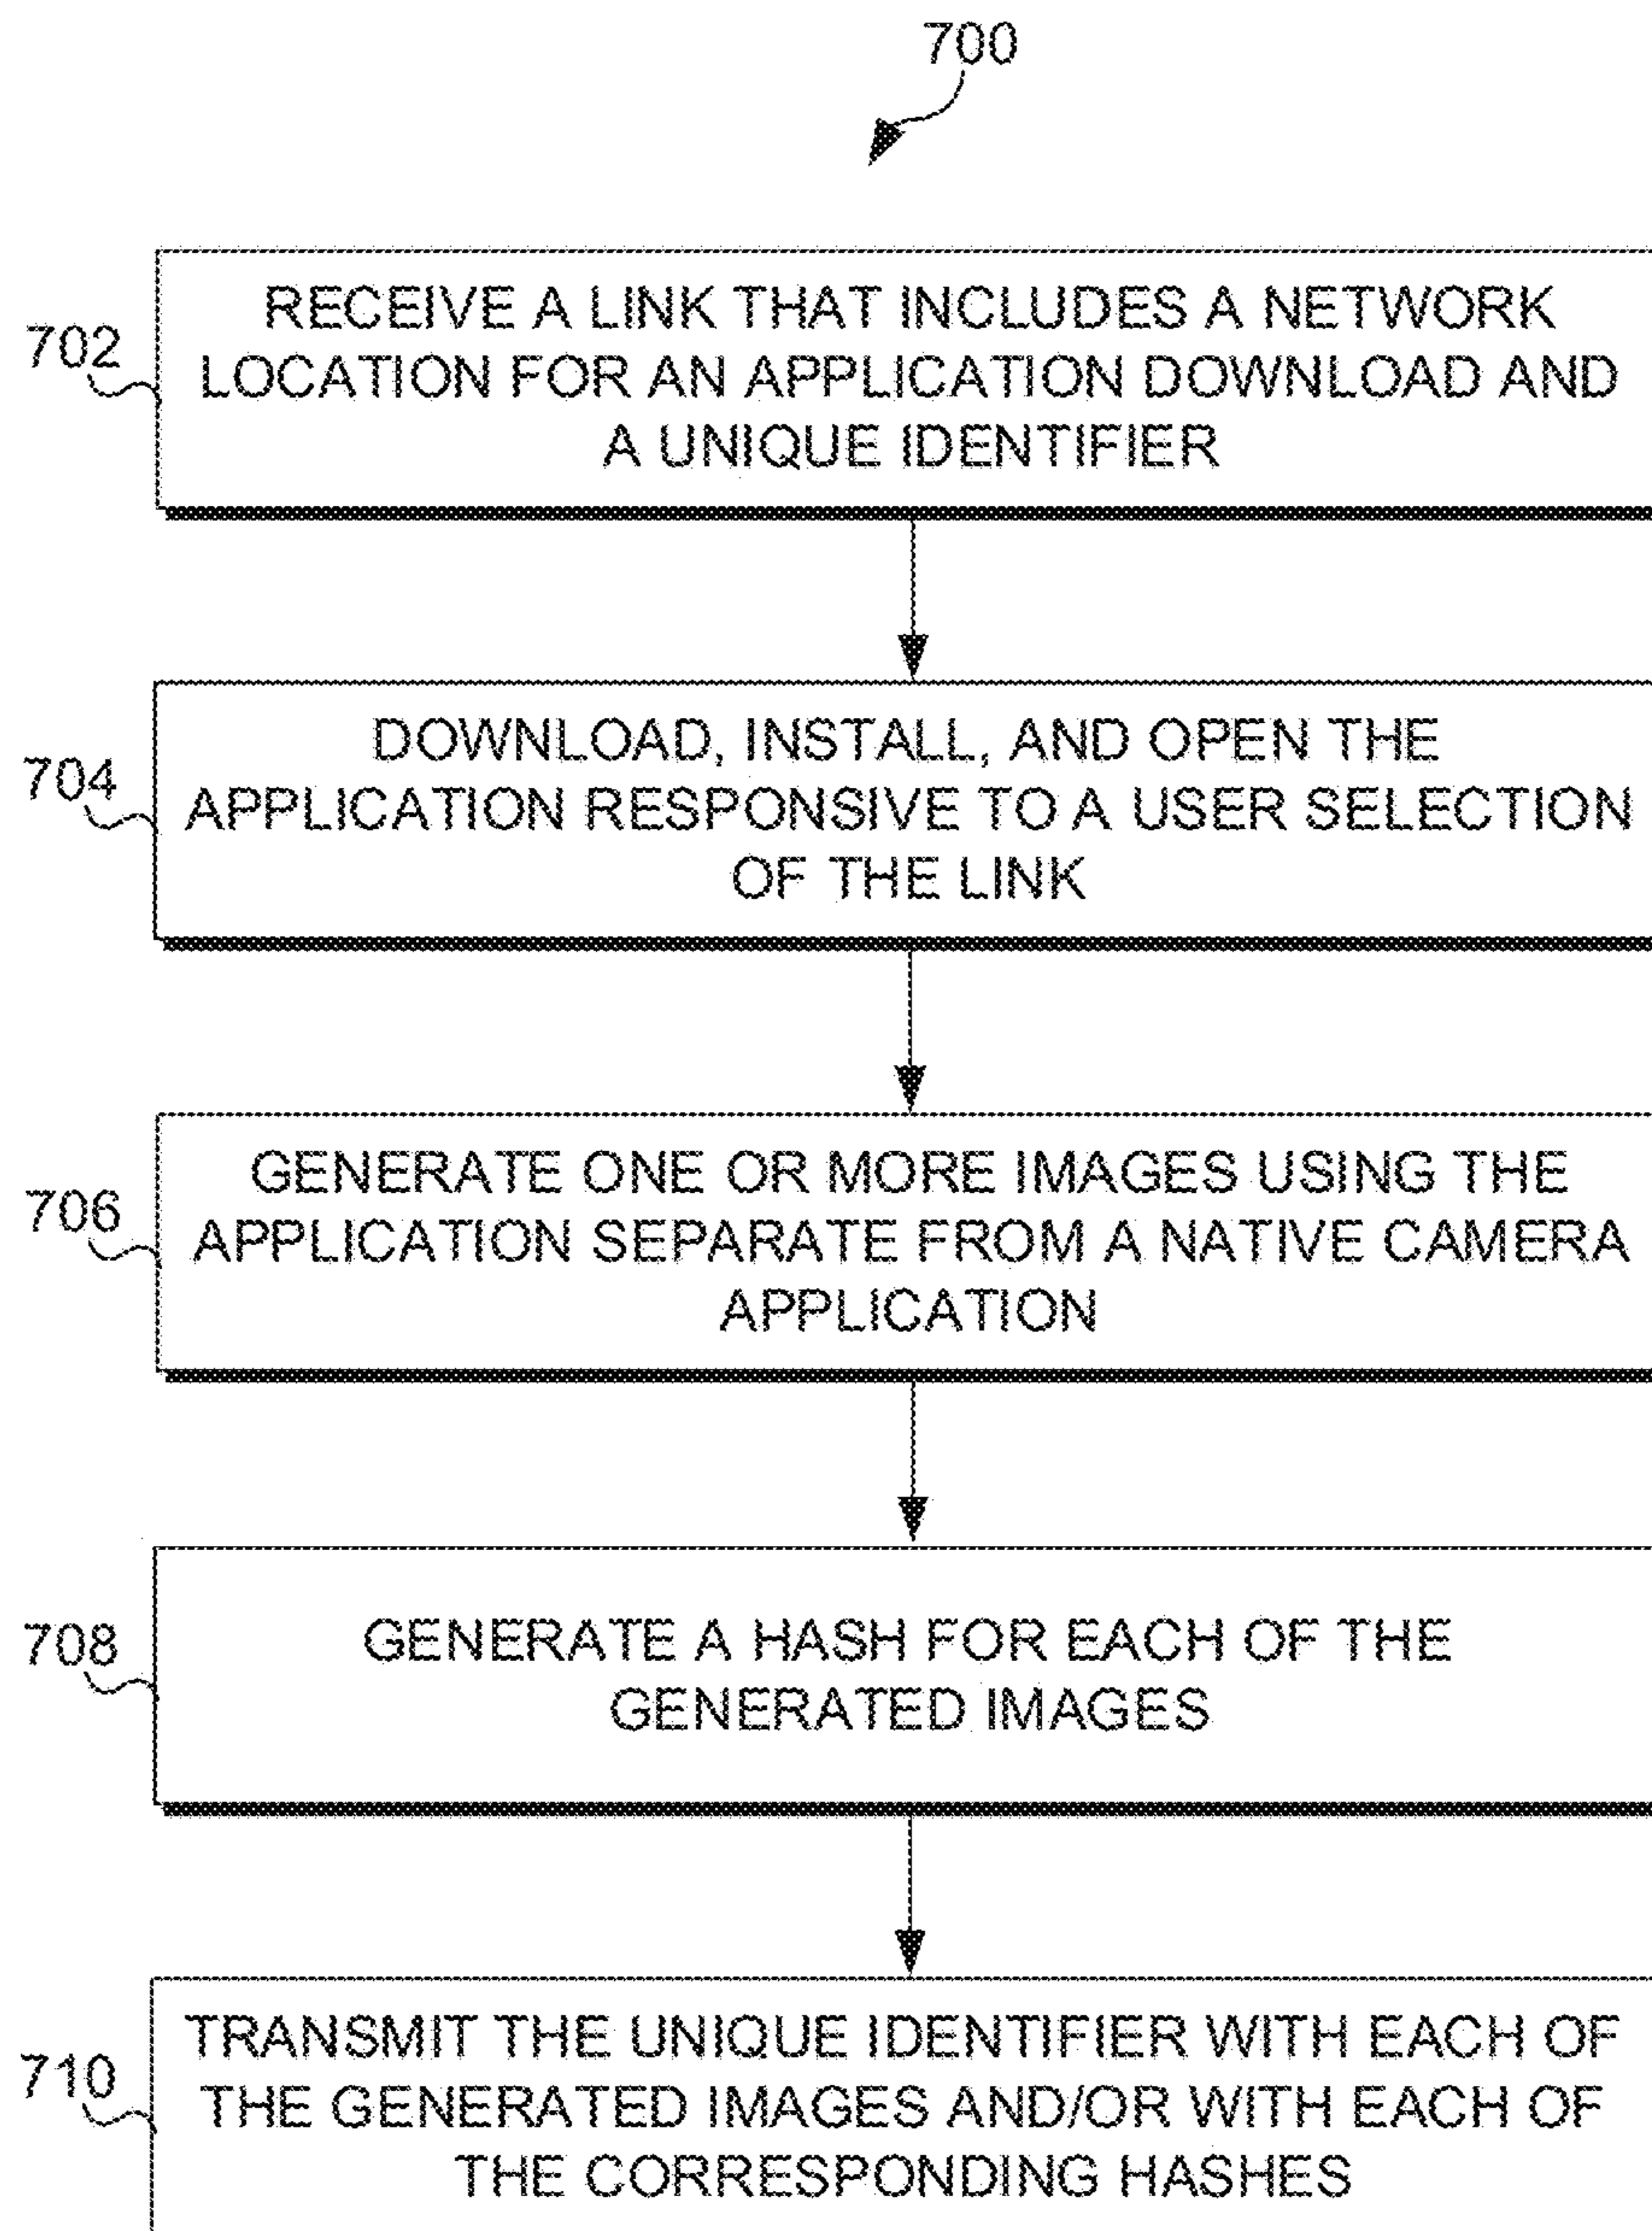 700
702
RECEIVE A LINK THAT INCLUDES A NETWORK
LOCATION FOR AN APPLICATION DOWNLOAD AND
A UNIQUE IDENTIFIER
704
DOWNLOAD, INSTALL, AND OPEN THE
APPLICATION RESPONSIVE TO A USER SELECTION
OF THE LINK
706
GENERATE ONE OR MORE IMAGES USING THE
APPLICATION SEPARATE FROM A NATIVE CAMERA
APPLICATION
708
GENERATE A HASH FOR EACH OF THE
GENERATED IMAGES
710
TRANSMIT THE UNIQUE IDENTIFIER WITH EACH OF
THE GENERATED IMAGES AND/OR WITH EACH OF
THE CORRESPONDING HASHES